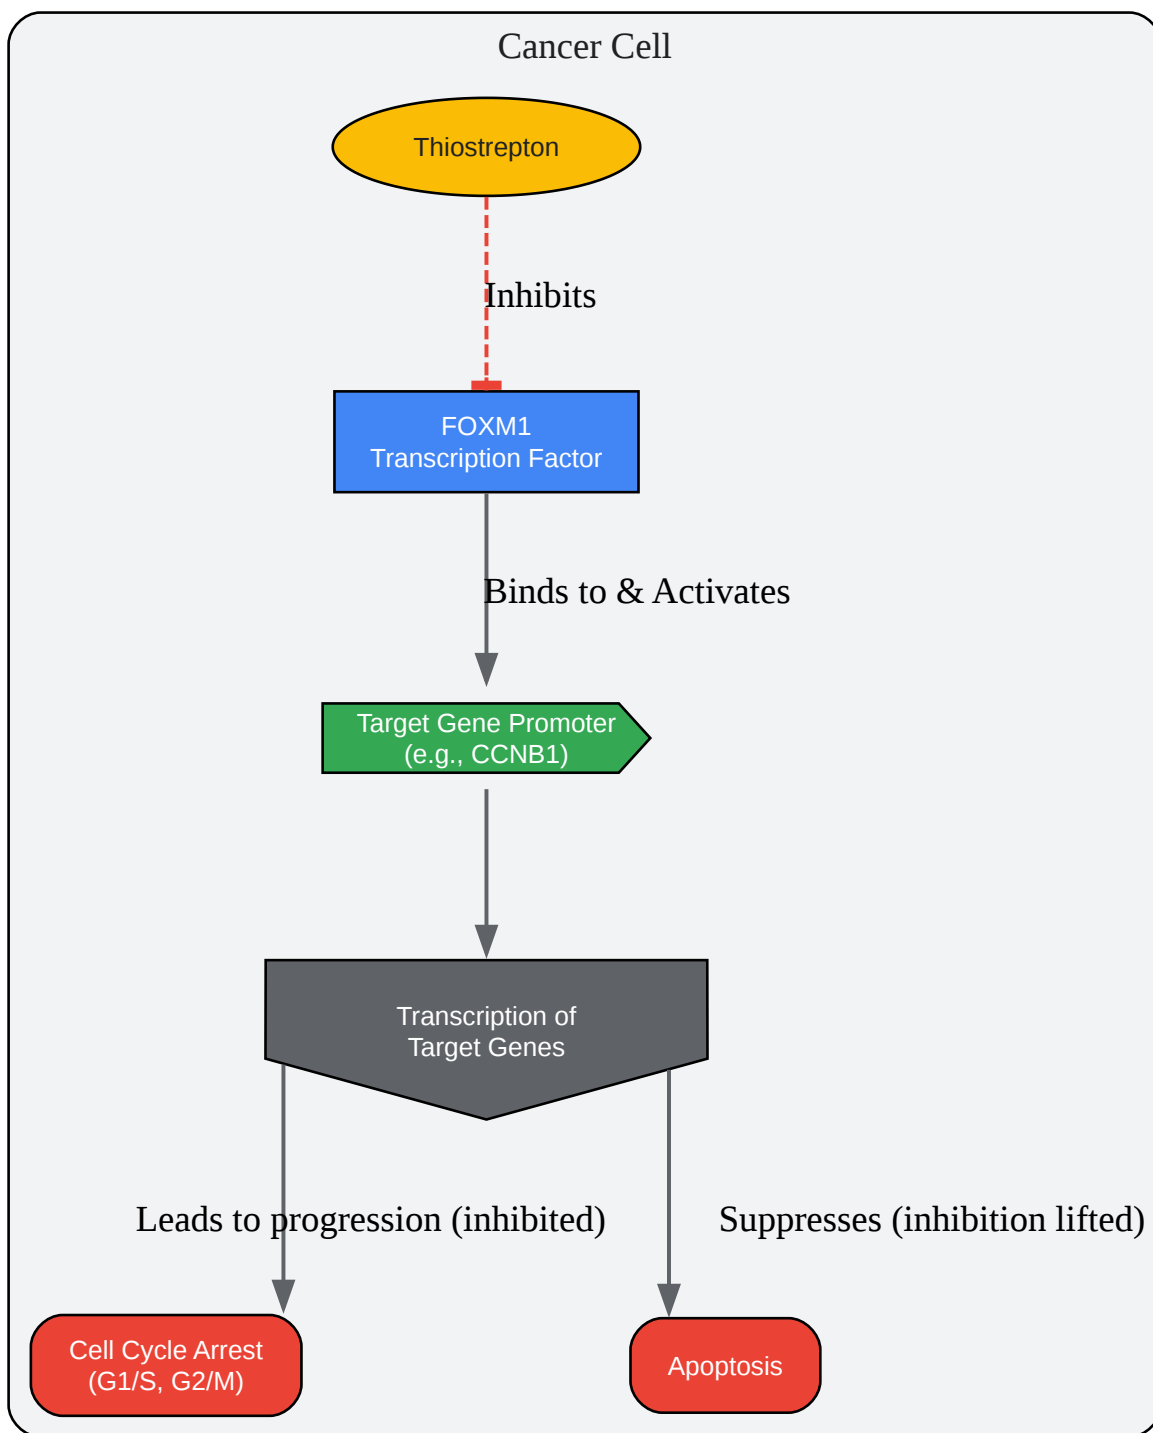 Cancer Cell
Thiostrepton
Inhibits
FOXM1
Transcription Factor
Binds to & Activates
Target Gene Promoter
(e.g., CCNB1)
Transcription of
Target Genes
Leads to progression (inhibited)
Suppresses (inhibition lifted)
Cell Cycle Arrest
(G1/S, G2/M)
Apoptosis